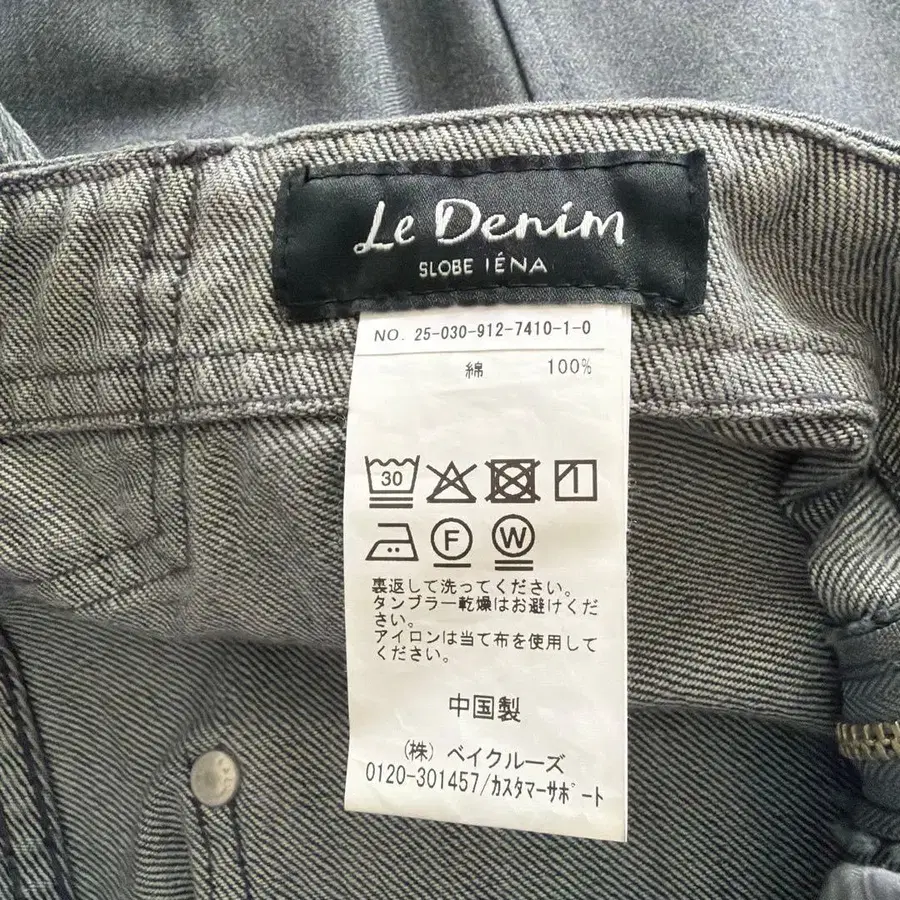 Le Denim
SLOBE IÉNA
NO. 25-030-912-7410-1-0
綿 100%
30
F W
裏返して洗ってください。
タンブラー乾燥はお避けくだ
さい。
アイロンは当て布を使用して
ください。
中国製
(株) ベイクルーズ
0120-301457/カスタマーサポート